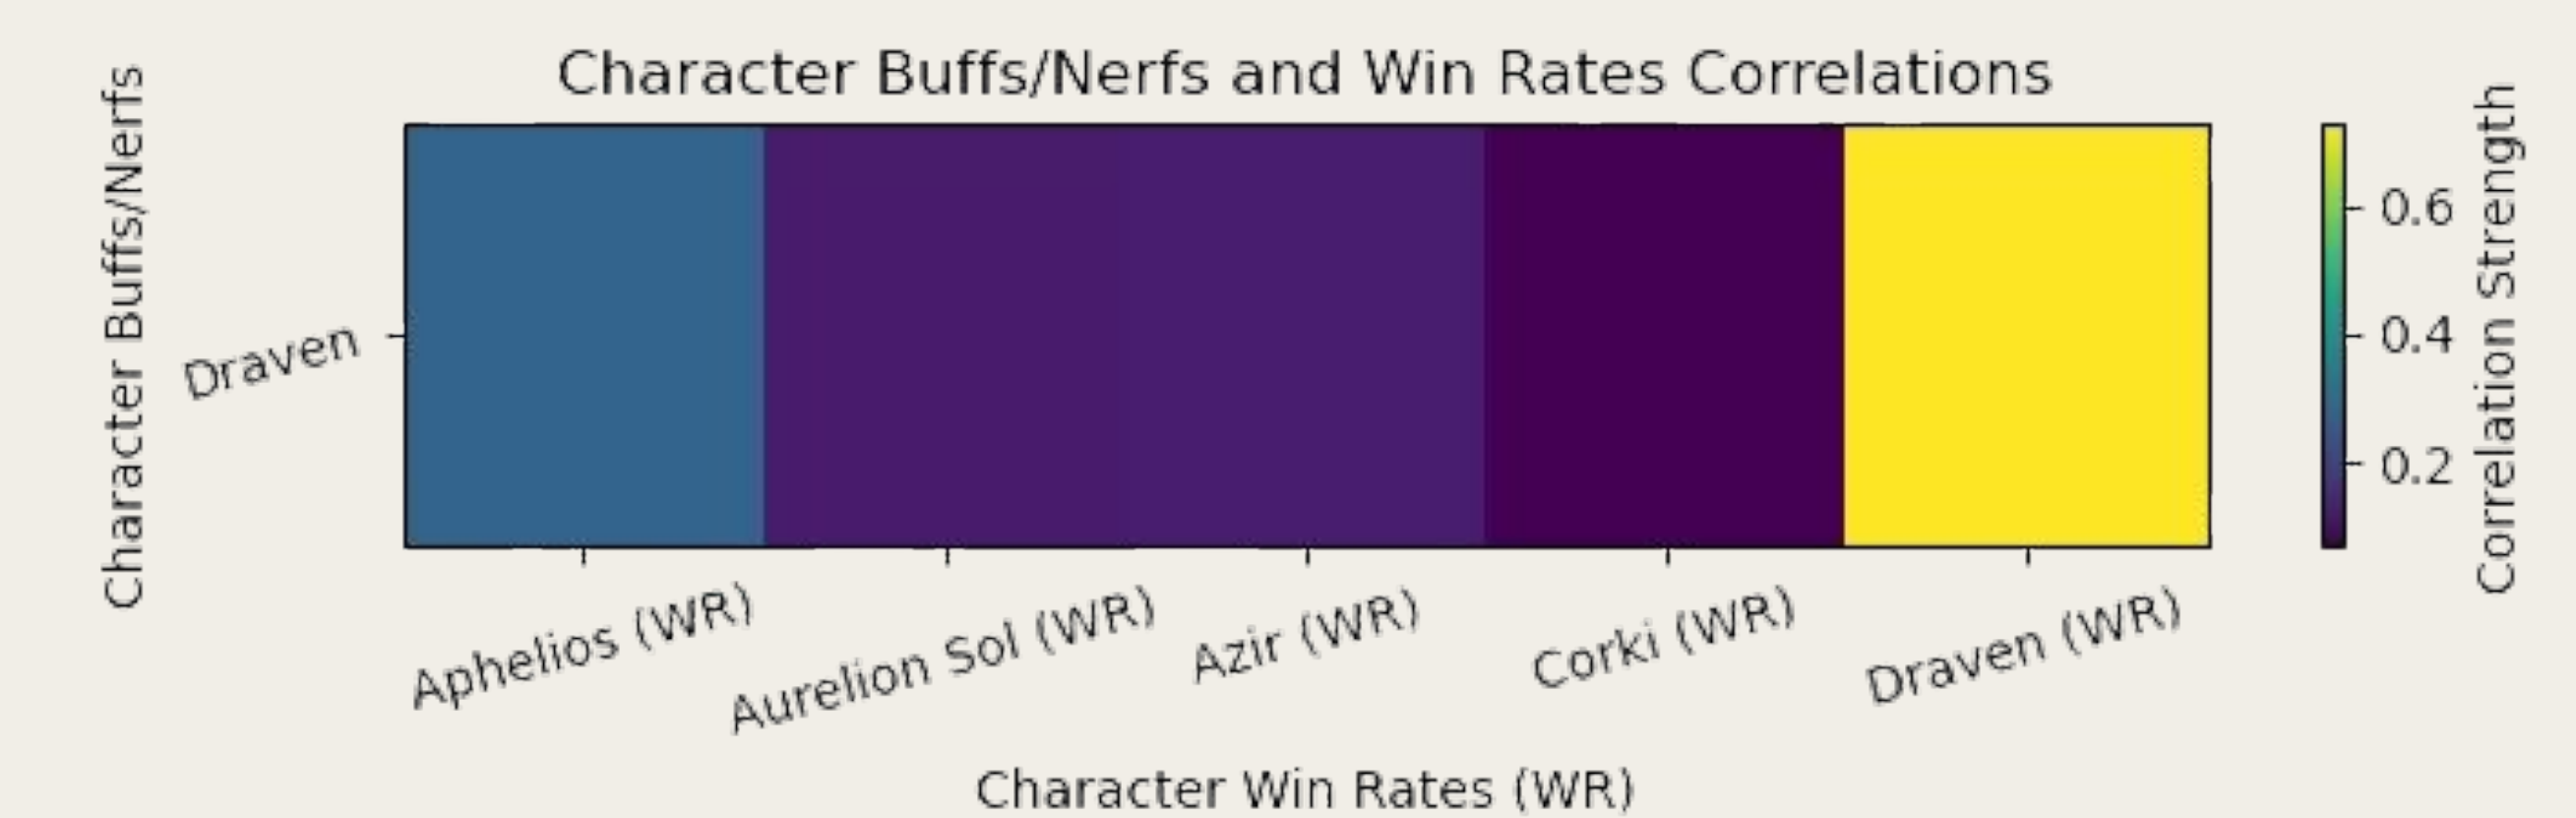 Character Buffs/Nerfs and Win Rates Correlations
Character Buffs/Nerfs
Draven
Aphelios (WR)
Aurelion Sol (WR)
Azir (WR)
Corki (WR)
Draven (WR)
Character Win Rates (WR)
0.6
0.4
0.2
Correlation Strength